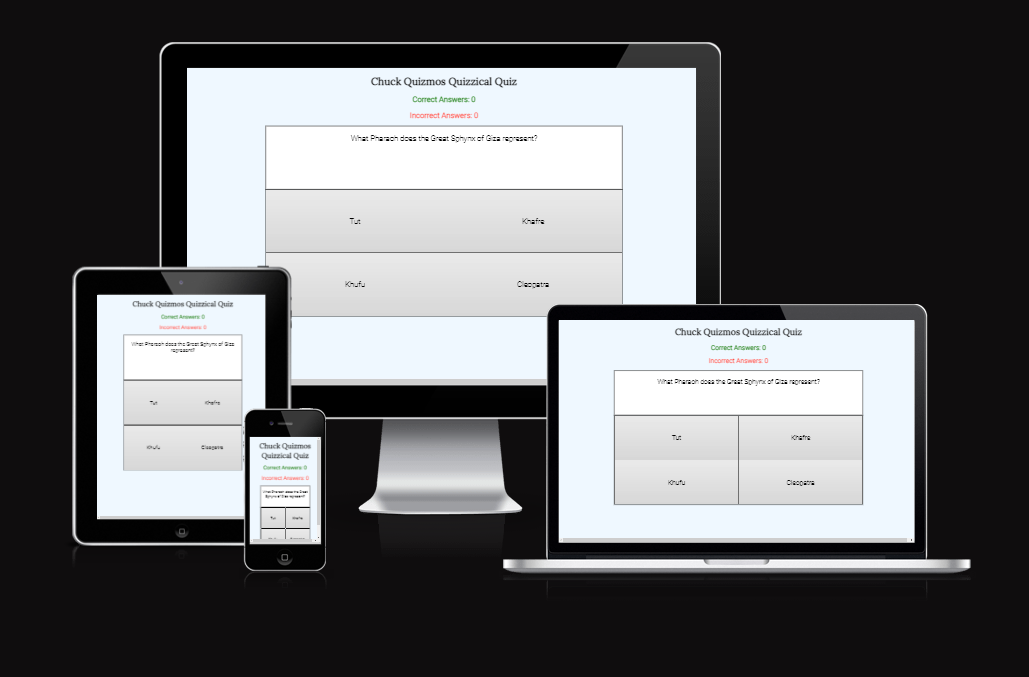 Chuck Quizmos Quizzical Quiz
Correct Answers: 0
Incorrect Answers: 0
What Pharaoh does the Great Sphynx of Giza represent?
Tut
Khafre
Khufu
Cleopatra
Chuck Quizmos Quizzical Quiz
Correct Answers: 0
Incorrect Answers: 0
What Pharaoh does the Great Sphynx of Giza
represent?
Tut
Khafre
Khufu
Cleopatra
Chuck Quizmos
Quizzical Quiz
Correct Answers: 0
Incorrect Answers: 0
What Pharaoh does the Great
Sphynx of Giza represent?
Tut
Khafre
Chuck Quizmos Quizzical Quiz
Correct Answers: 0
Incorrect Answers: 0
What Pharaoh does the Great Sphynx of Giza represent?
Tut
Khafre
Khufu
Cleopatra